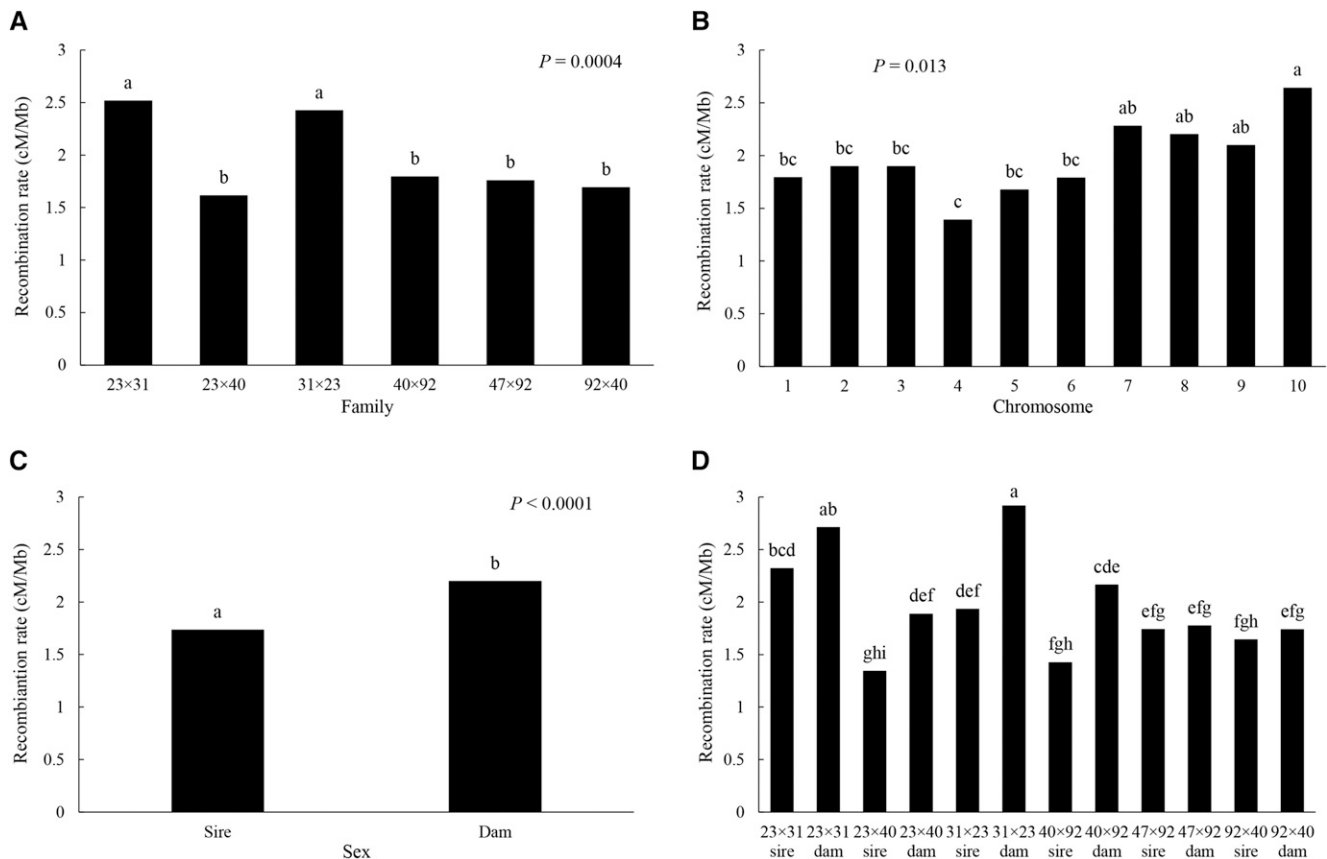 A
P = 0.0004
Recombination rate (cM/Mb)
3
2.5
2
1.5
1
0.5
0
a
b
a
b
b
b
23×31
23×40
31×23
40×92
47×92
92×40
Family
B
P = 0.013
Recombination rate (cM/Mb)
3
2.5
2
1.5
1
0.5
0
bc
bc
bc
c
bc
bc
ab
ab
ab
a
1
2
3
4
5
6
7
8
9
10
Chromosome
C
P < 0.0001
Recombiantion rate (cM/Mb)
3
2.5
2
1.5
1
0.5
0
a
b
Sire
Dam
Sex
D
Recombination rate (cM/Mb)
3
2.5
2
1.5
1
0.5
0
bcd
ab
ghi
def
def
a
fgh
cde
efg
efg
fgh
efg
23×31 23×31 23×40 23×40 31×23 31×23 40×92 40×92 47×92 47×92 92×40 92×40
sire dam sire dam sire dam sire dam sire dam sire dam